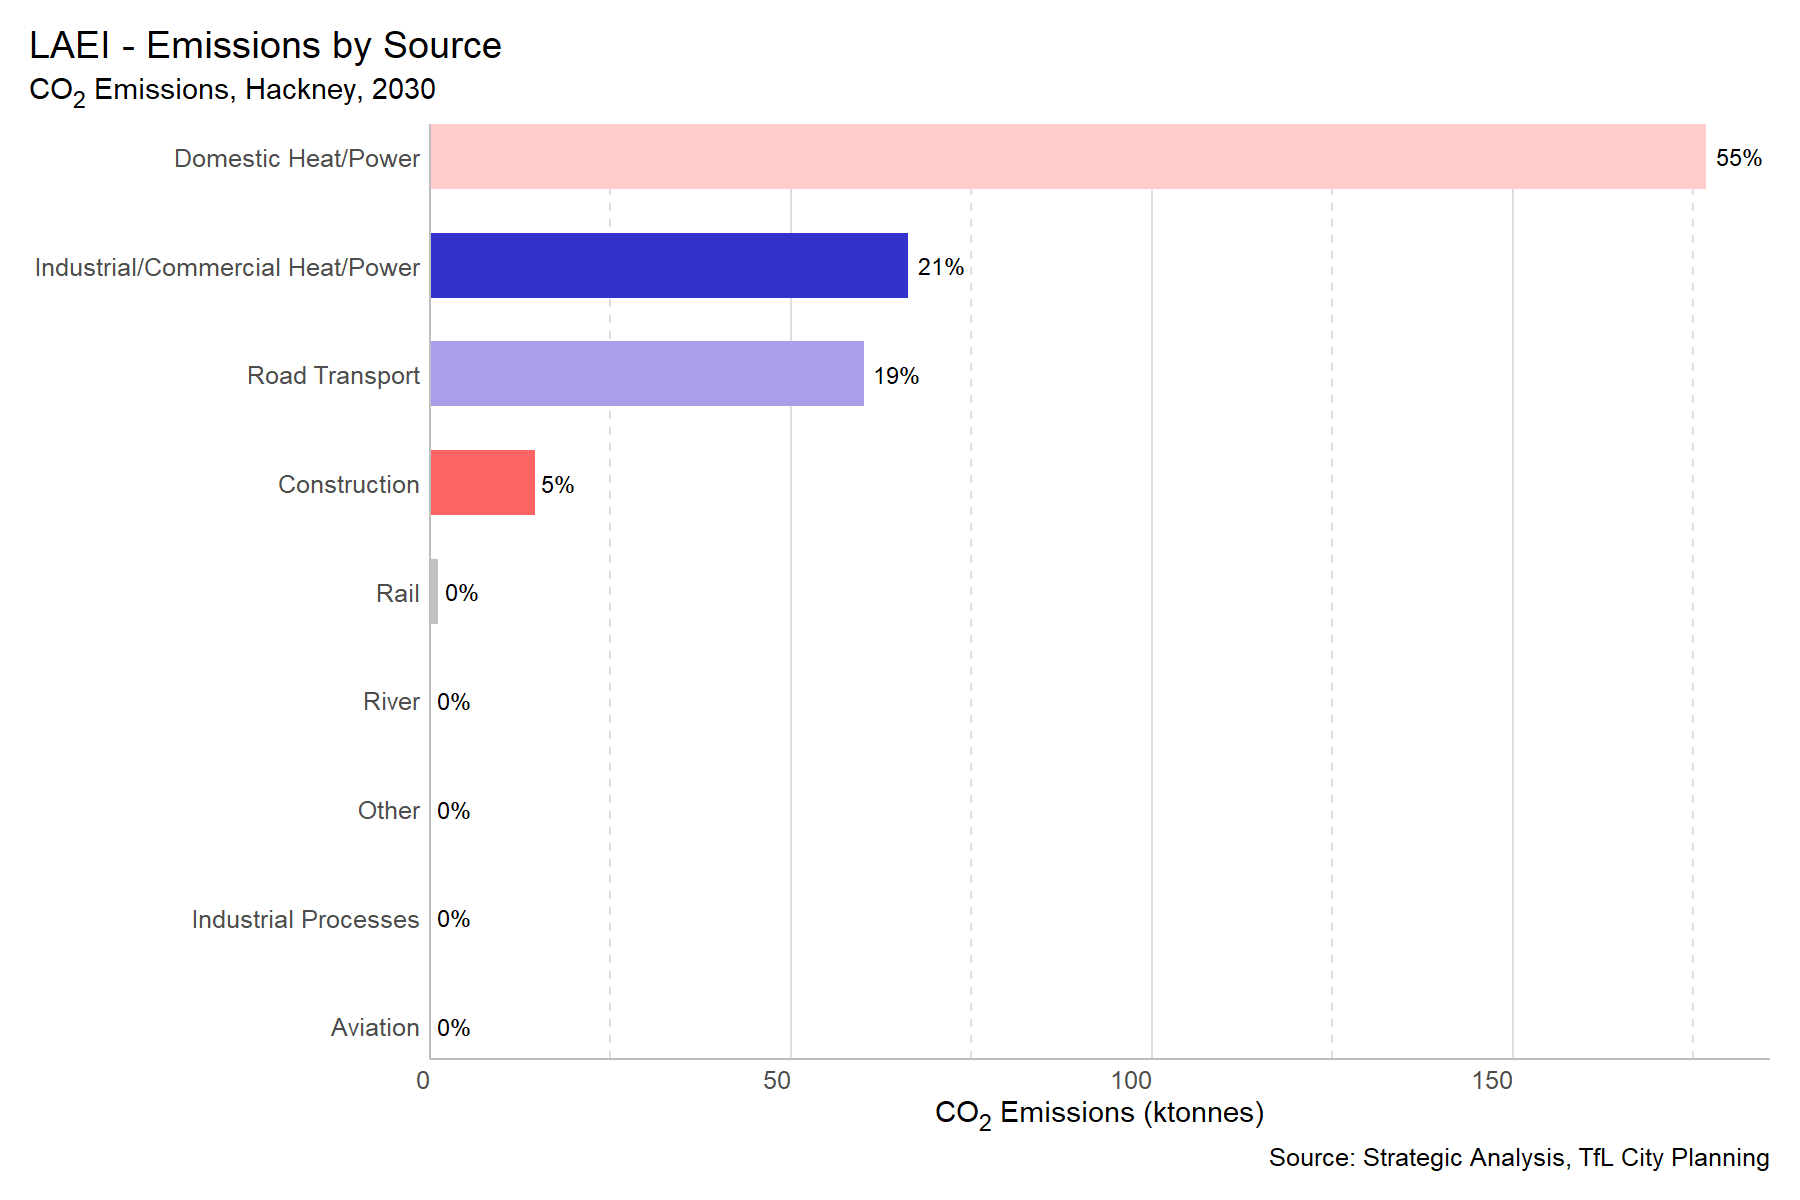 LAEI - Emissions by Source
CO₂ Emissions, Hackney, 2030
Domestic Heat/Power 55%
Industrial/Commercial Heat/Power 21%
Road Transport 19%
Construction 5%
Rail 0%
River 0%
Other 0%
Industrial Processes 0%
Aviation 0%
0 50 100 150
CO₂ Emissions (ktonnes)
Source: Strategic Analysis, TfL City Planning